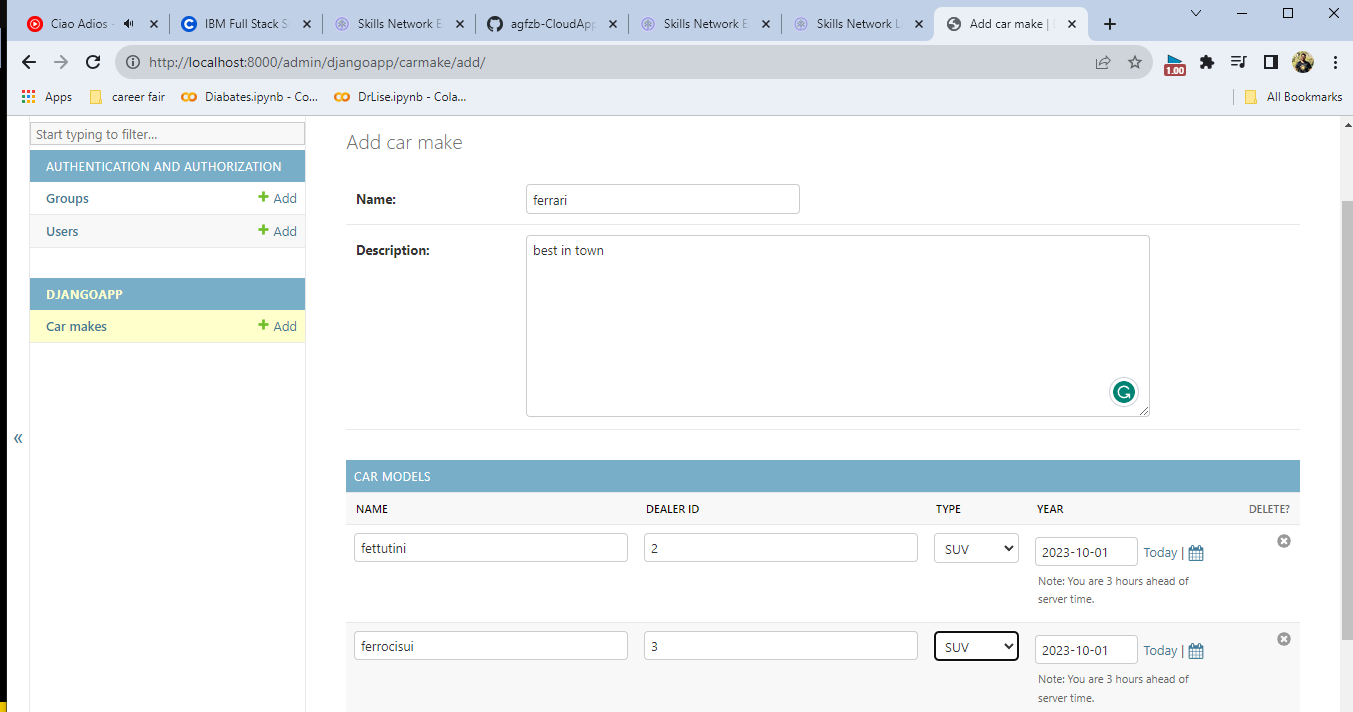 Ciao Adios -
IBM Full Stack S
Skills Network E
agfzb-CloudApp
Skills Network E
Skills Network L
Add car make |
http://localhost:8000/admin/djangoapp/carmake/add/
1.00
Apps
career fair
Diabates.ipynb - Co...
DrLise.ipynb - Cola...
All Bookmarks
Start typing to filter...
AUTHENTICATION AND AUTHORIZATION
Groups
Add
Users
Add
DJANGOAPP
Car makes
Add
«
Add car make
Name:
ferrari
Description:
best in town
CAR MODELS
NAME DEALER ID TYPE YEAR DELETE?
fettutini 2 SUV 2023-10-01 Today |
Note: You are 3 hours ahead of
server time.
ferrocisui 3 SUV 2023-10-01 Today |
Note: You are 3 hours ahead of
server time.